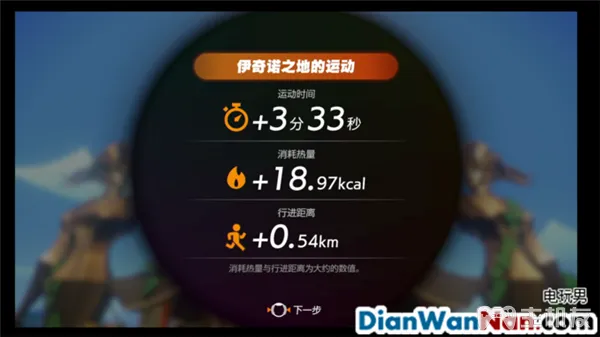 伊奇诺之地的运动
运动时间
+3分33秒
消耗热量
+18.97kcal
行进距离
+0.54km
消耗热量与行进距离为大约的数值。
下一步
电玩男
DianWanNan.com